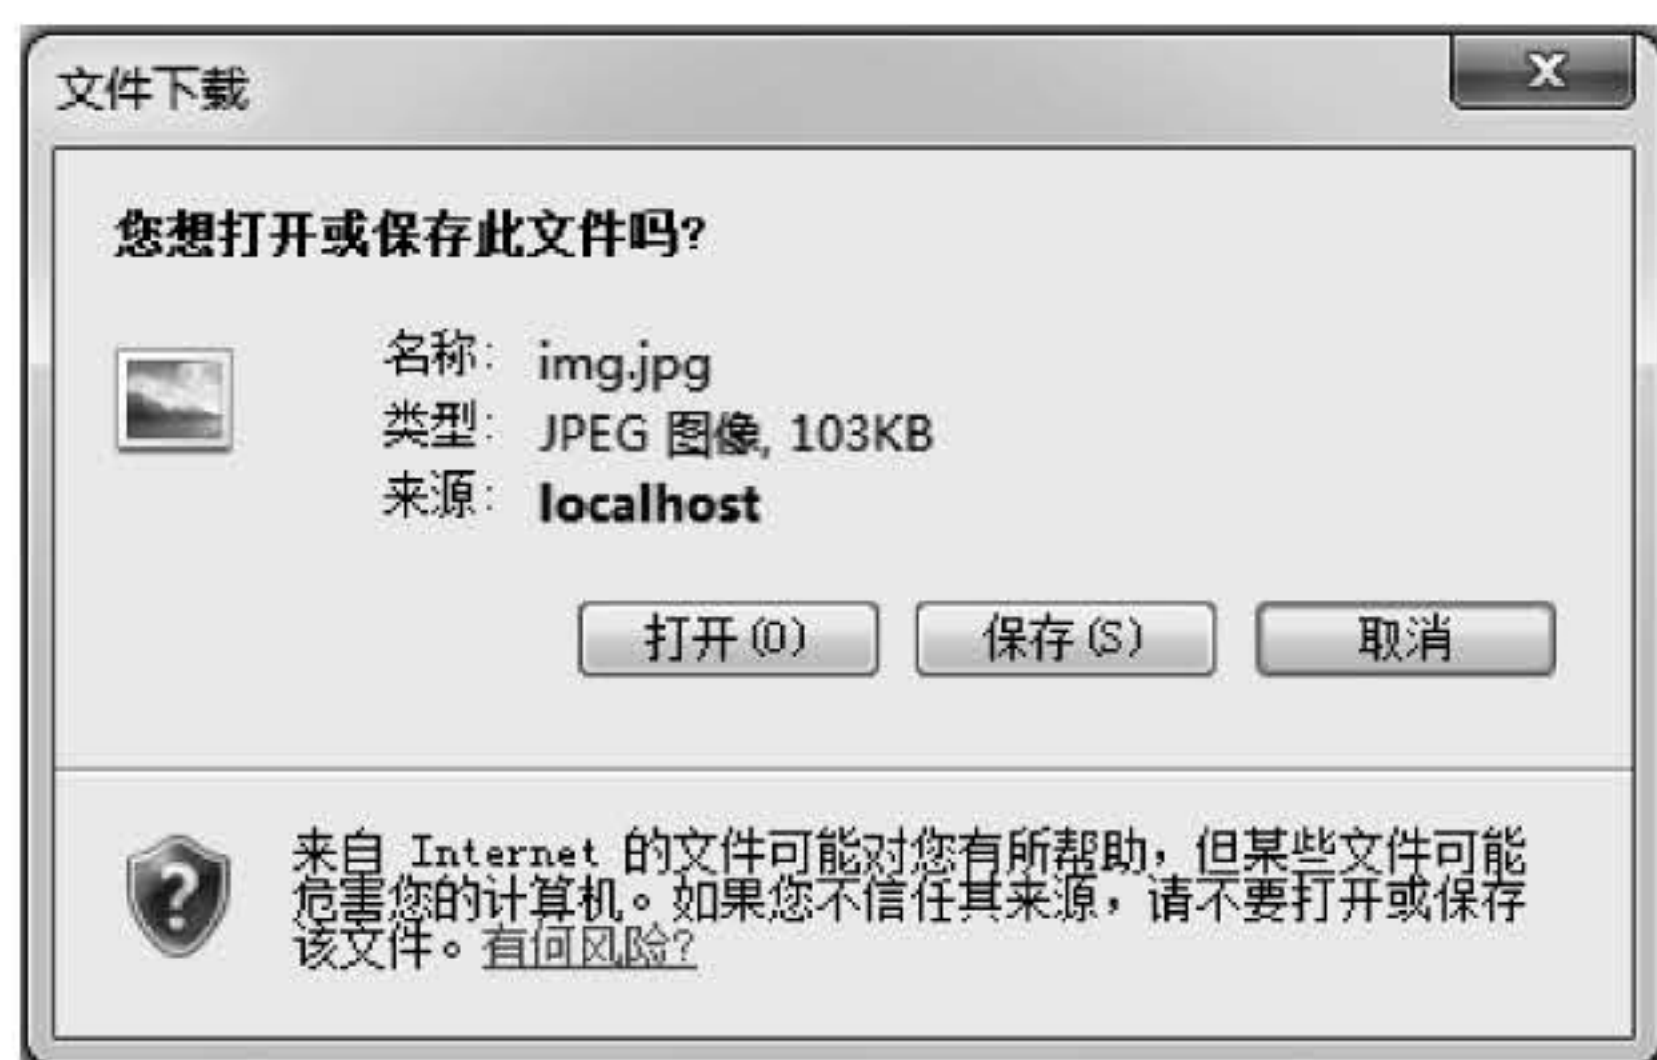 文件下载
您想打开或保存此文件吗?
名称: img.jpg
类型: JPEG 图像, 103KB
来源: localhost
打开(O) 保存(S) 取消
来自 Internet 的文件可能对您有所帮助，但某些文件可能
危害您的计算机。如果您不信任其来源，请不要打开或保存
该文件。有何风险?